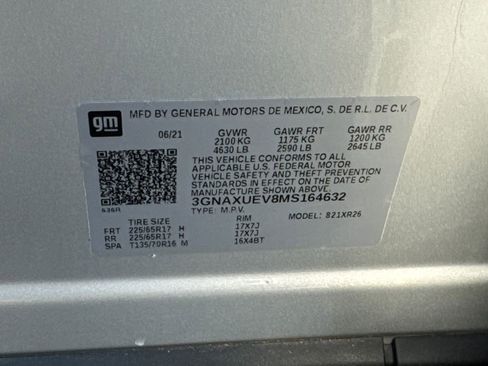 gm
MFD BY GENERAL MOTORS DE MEXICO, S. DE R.L. DE C.V.
06/21 GVWR GAWR FRT GAWR RR
2100 KG 1175 KG 1200 KG
4630 LB 2590 LB 2645 LB
THIS VEHICLE CONFORMS TO ALL
APPLICABLE U.S. FEDERAL MOTOR
VEHICLE SAFETY AND THEFT
PREVENTION STANDARDS IN EFFECT
ON THE DATE OF MANUFACTURE
SHOWN ABOVE.
3GNAXUEV8MS164632
TYPE: M.P.V. MODEL: 821XR26
TIRE SIZE RIM
FRT 225/65R17 H 17X7J
RR 225/65R17 H 17X7J
SPA T135/70R16 M 16X4BT